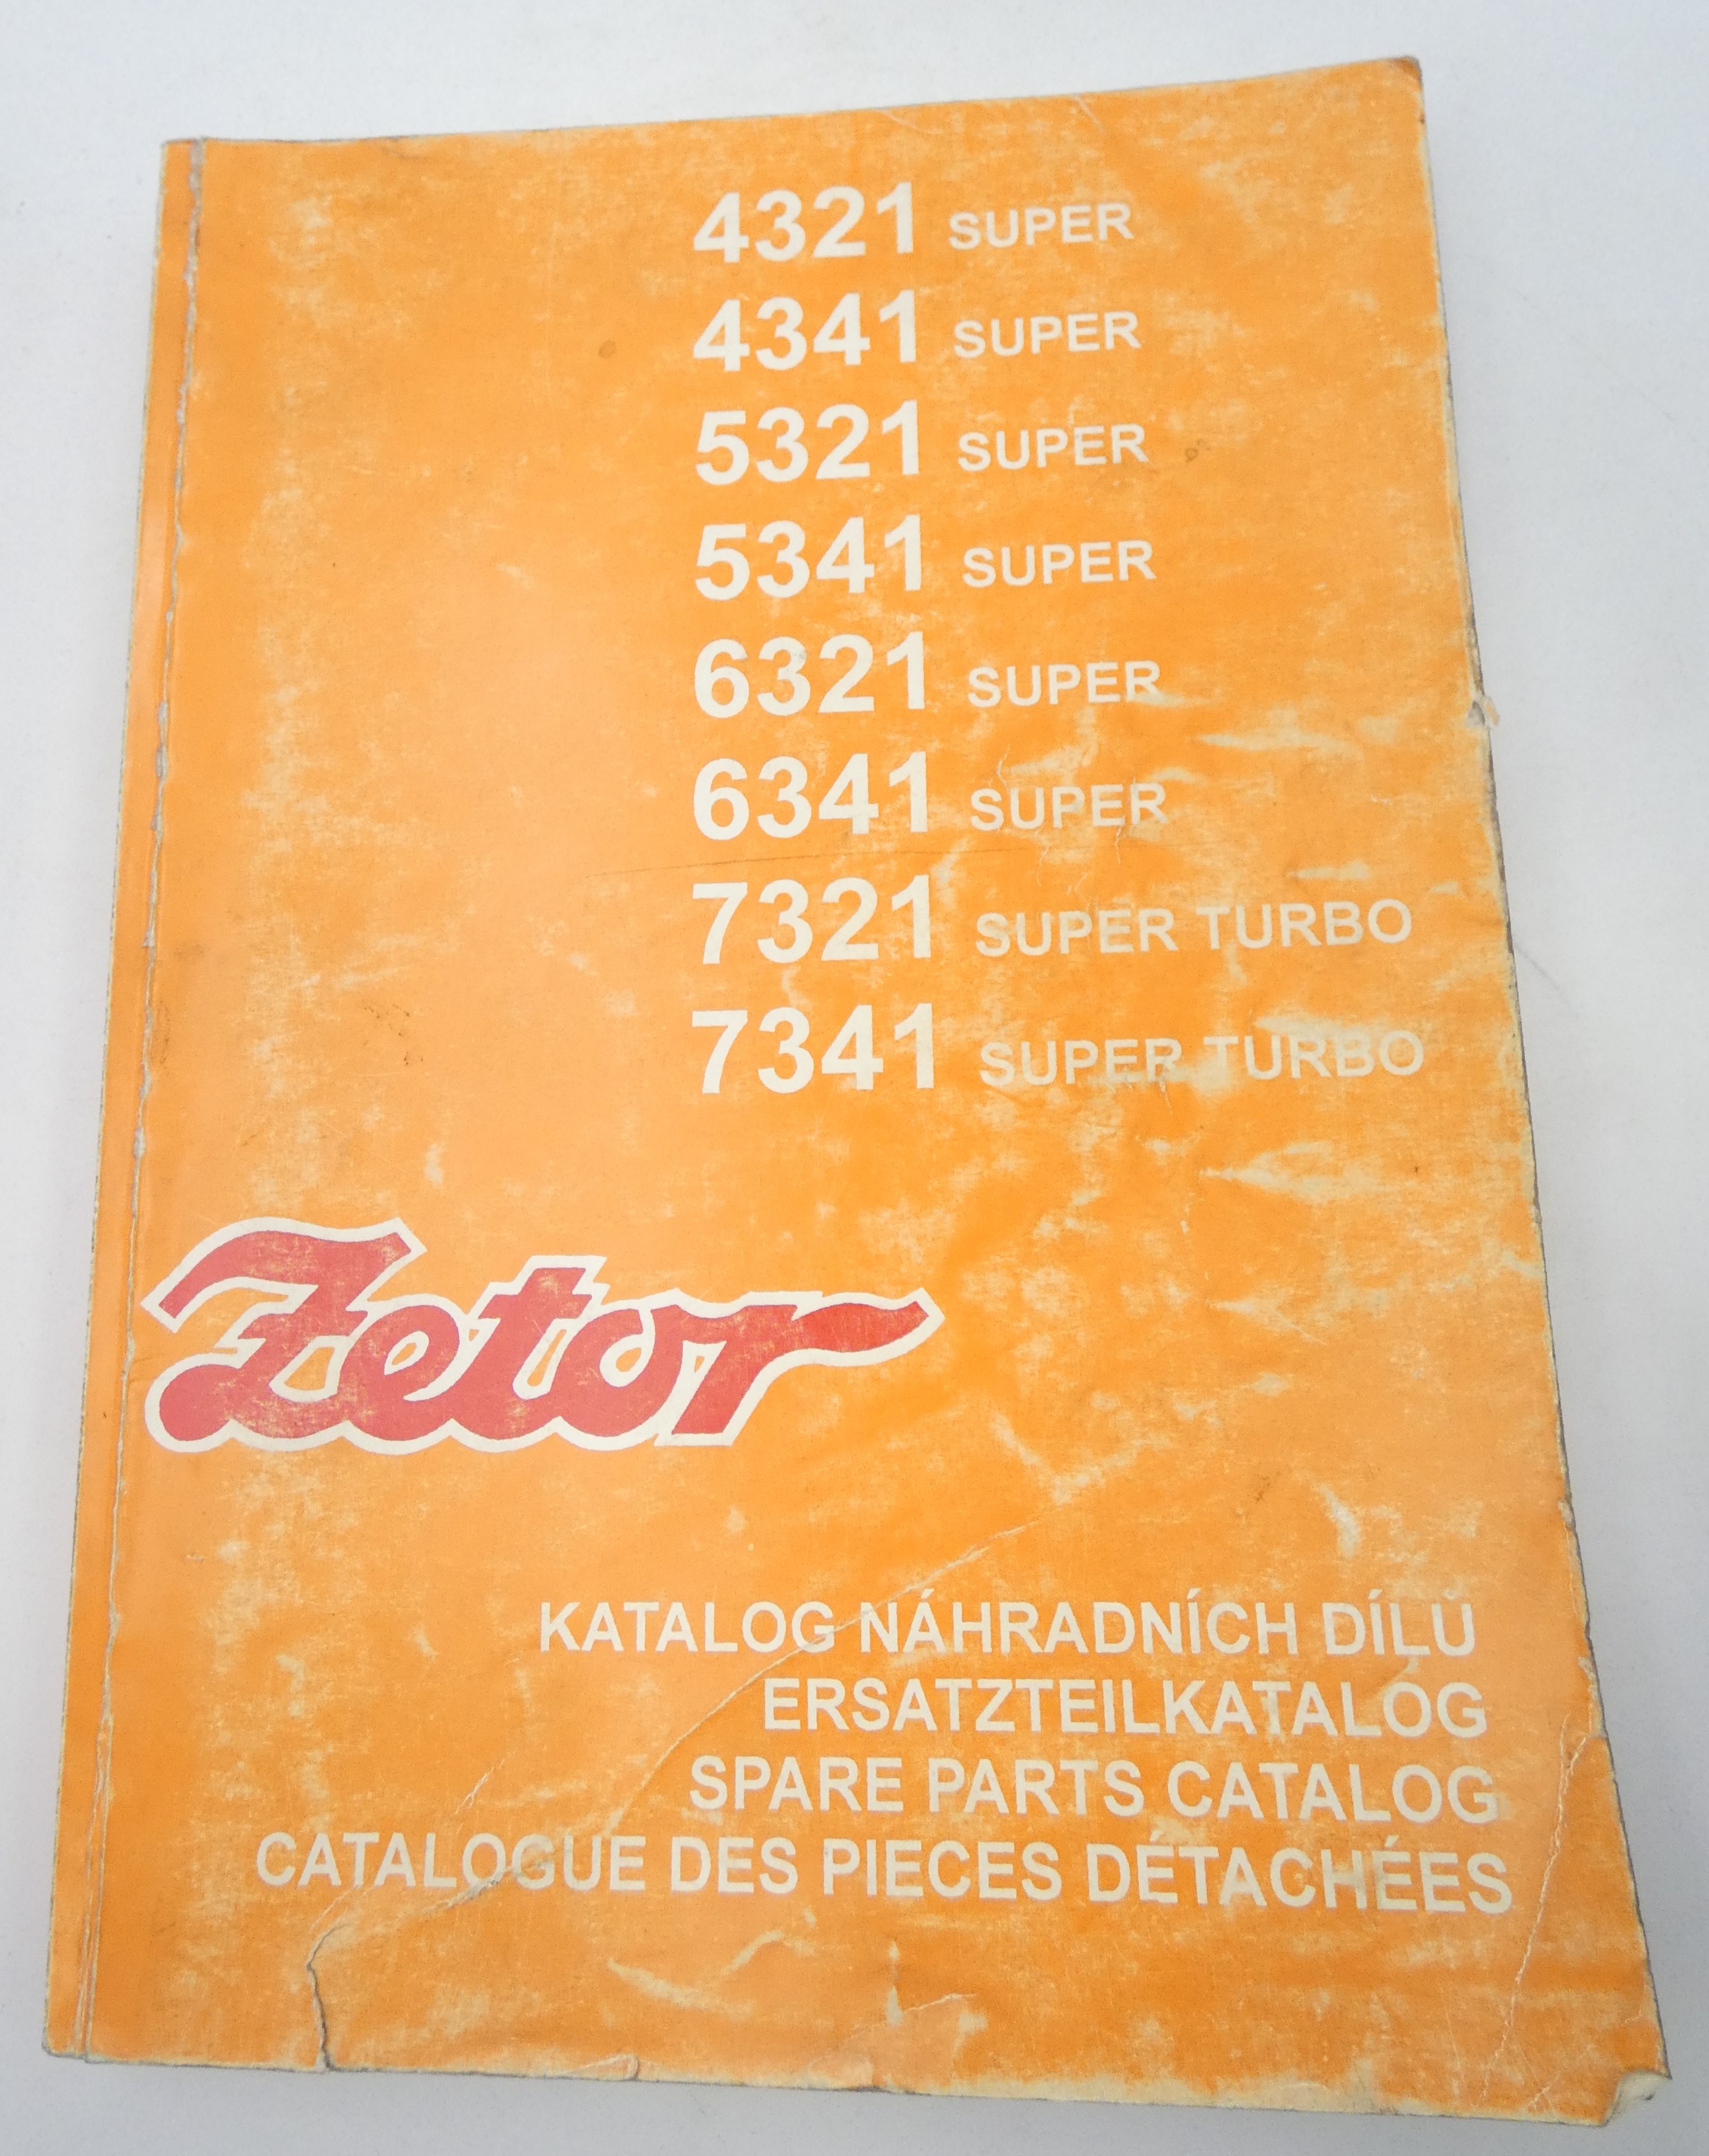 4321 SUPER
4341 SUPER
5321 SUPER
5341 SUPER
6321 SUPER
6341 SUPER
7321 SUPER TURBO
7341 SUPER TURBO
Zetor
KATALOG NÁHRADNÍCH DÍLŮ
ERSATZTEILKATALOG
SPARE PARTS CATALOG
CATALOGUE DES PIECES DÉTACHÉES